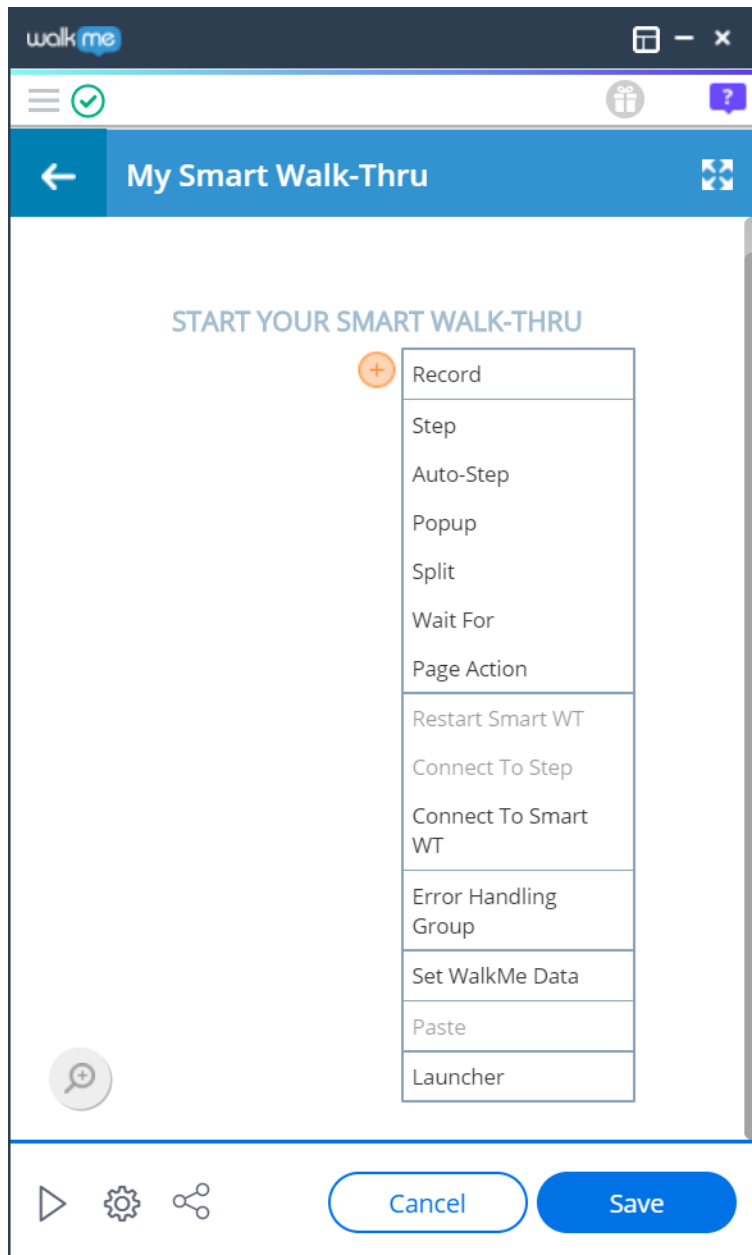 walkme
?
My Smart Walk-Thru
START YOUR SMART WALK-THRU
+
Record
Step
Auto-Step
Popup
Split
Wait For
Page Action
Restart Smart WT
Connect To Step
Connect To Smart
WT
Error Handling
Group
Set WalkMe Data
Paste
Launcher
Cancel
Save